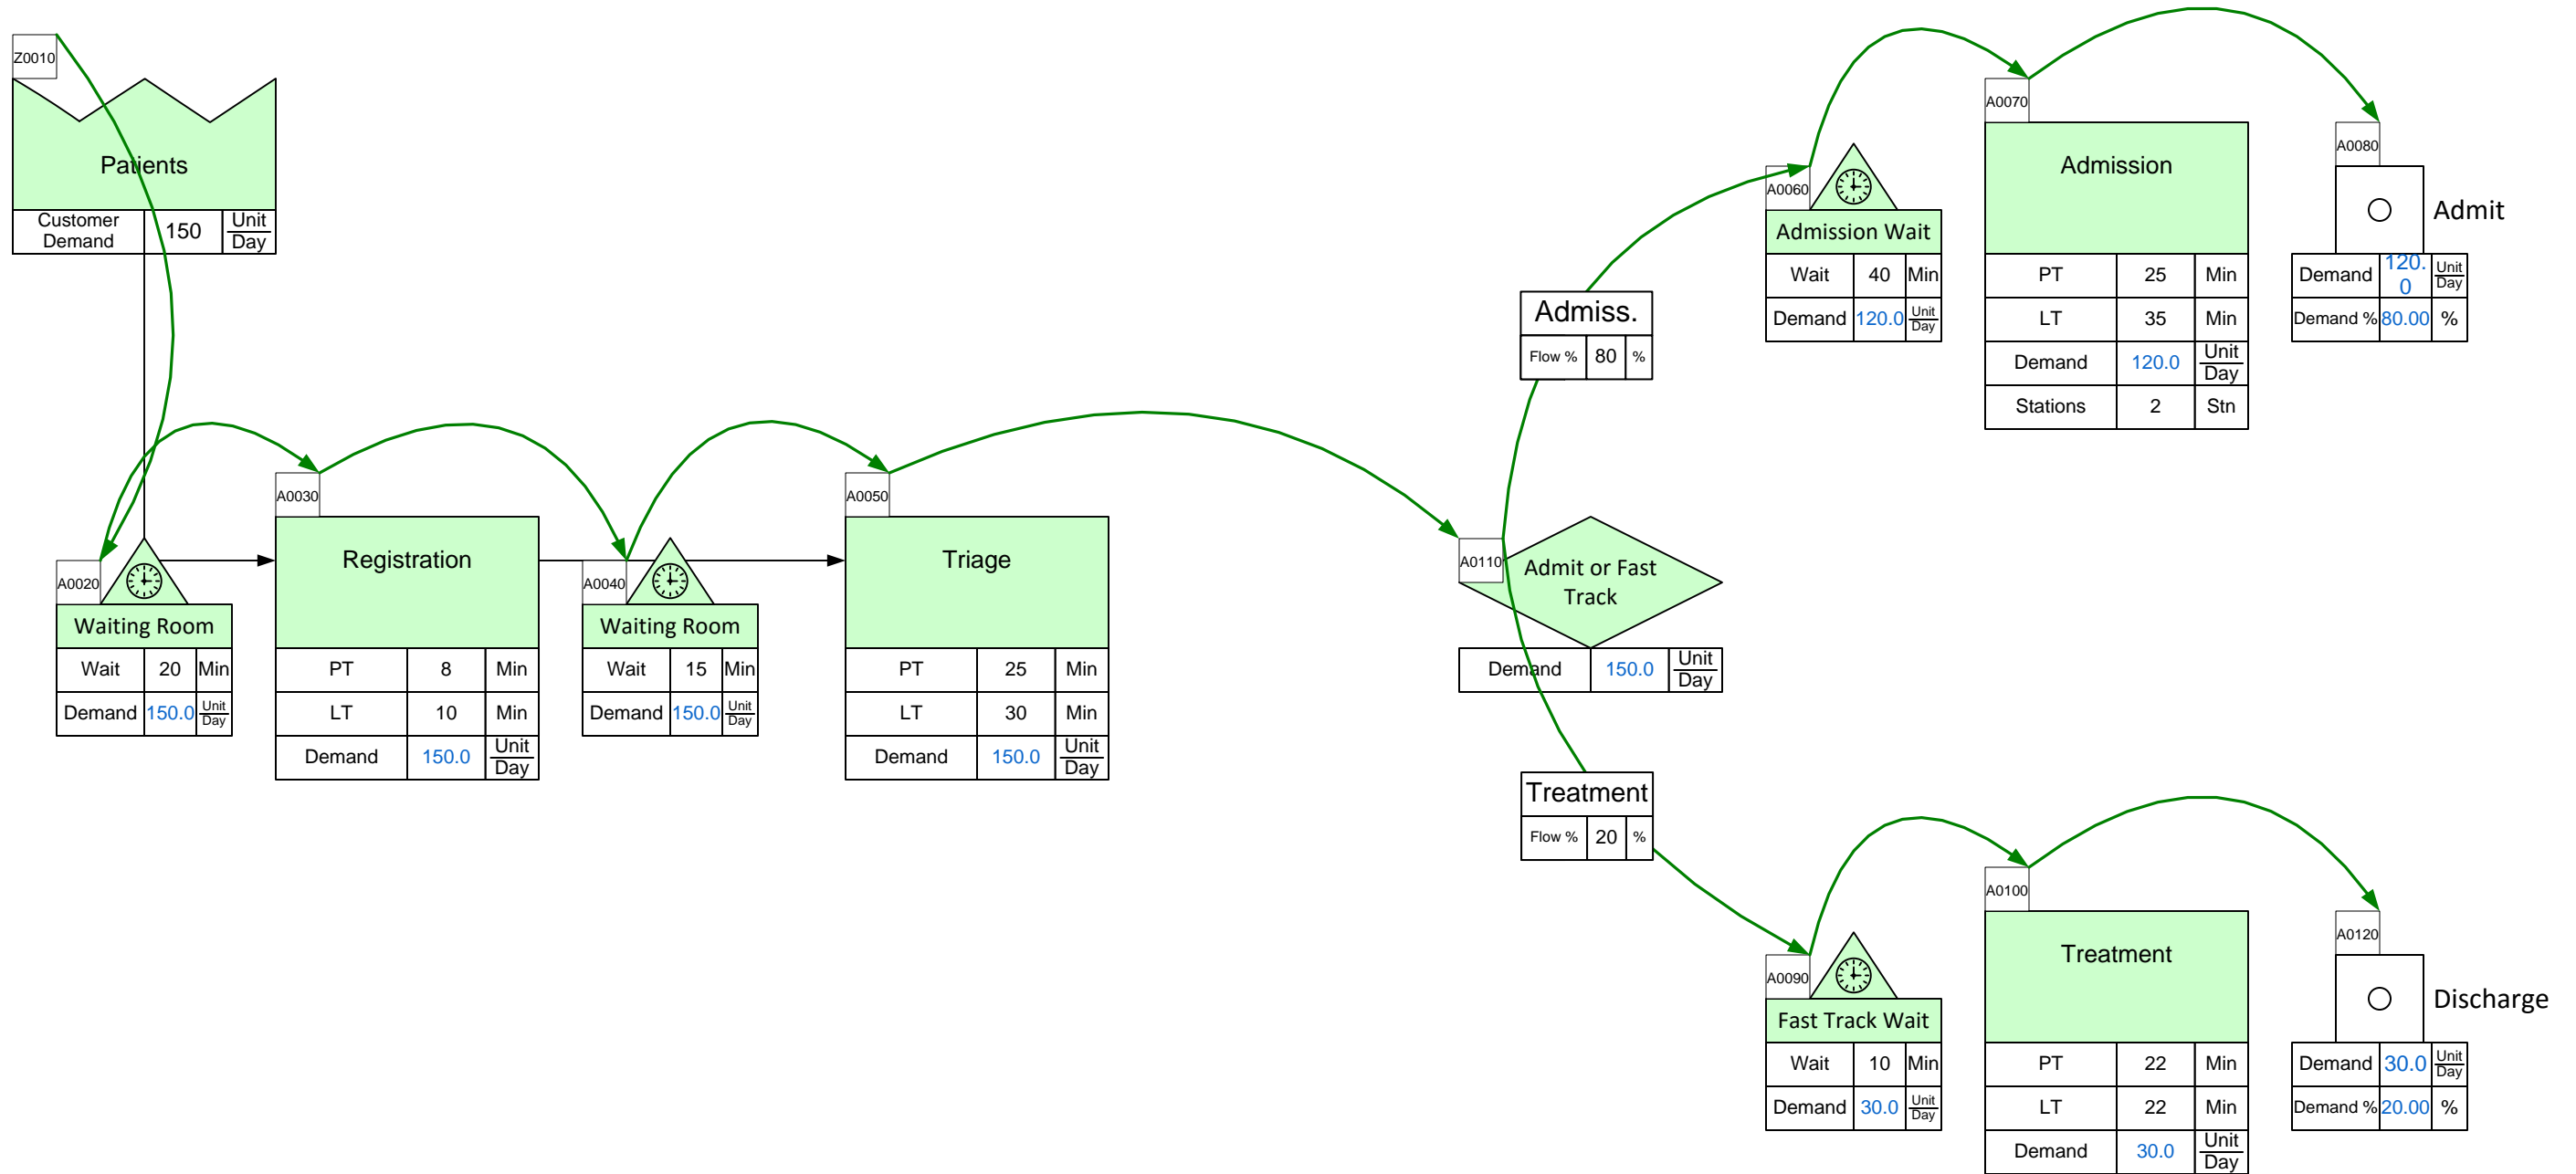 Z0010
Patients
Customer
Demand
150
Unit
Day
A0020
Waiting Room
Wait 20 Min
Demand 150.0 Unit
Day
A0030
Registration
PT 8 Min
LT 10 Min
Demand 150.0 Unit
Day
A0040
Waiting Room
Wait 15 Min
Demand 150.0 Unit
Day
A0050
Triage
PT 25 Min
LT 30 Min
Demand 150.0 Unit
Day
A0110
Admit or Fast
Track
Demand 150.0 Unit
Day
Admiss.
Flow % 80 %
A0060
Admission Wait
Wait 40 Min
Demand 120.0 Unit
Day
A0070
Admission
PT 25 Min
LT 35 Min
Demand 120.0 Unit
Day
Stations 2 Stn
A0080
Admit
Demand 120.
0 Unit
Day
Demand % 80.00 %
Treatment
Flow % 20 %
A0090
Fast Track Wait
Wait 10 Min
Demand 30.0 Unit
Day
A0100
Treatment
PT 22 Min
LT 22 Min
Demand 30.0 Unit
Day
A0120
Discharge
Demand 30.0 Unit
Day
Demand % 20.00 %